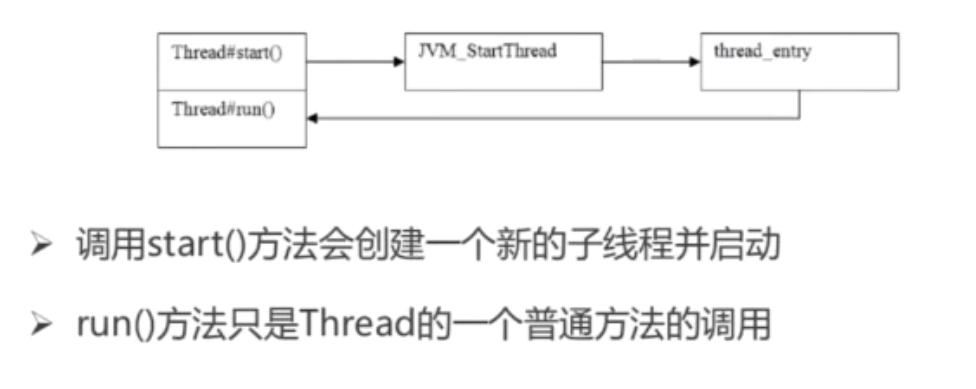 Thread#start()
JVM_StartThread
thread_entry
Thread#run()
➢ 调用start()方法会创建一个新的子线程并启动
➢ run()方法只是Thread的一个普通方法的调用